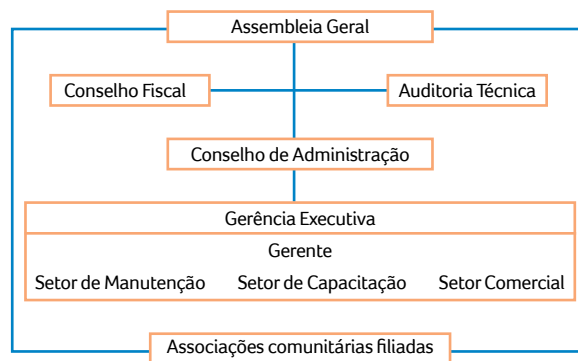 Assembleia Geral
Conselho Fiscal
Auditoria Técnica
Conselho de Administração
Gerência Executiva
Gerente
Setor de Manutenção
Setor de Capacitação
Setor Comercial
Associações comunitárias filiadas